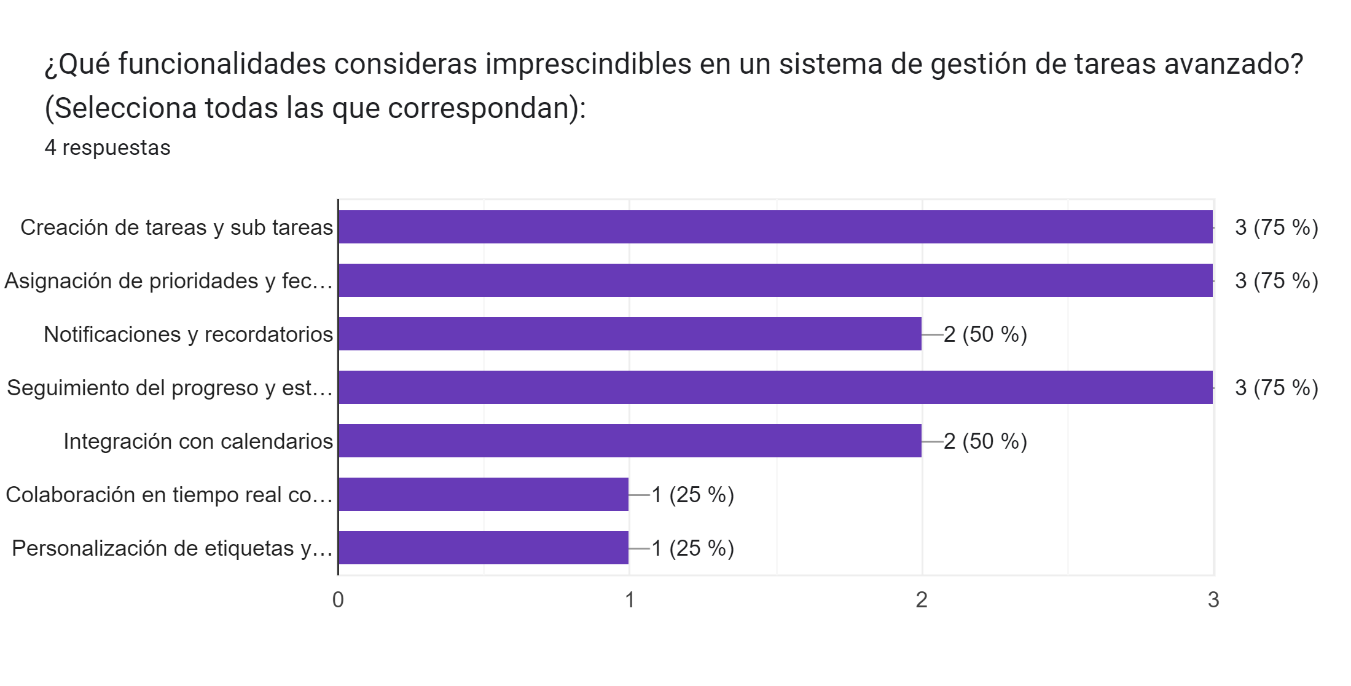 ¿Qué funcionalidades consideras imprescindibles en un sistema de gestión de tareas avanzado?
(Selecciona todas las que correspondan):
4 respuestas
Creación de tareas y sub tareas 3 (75 %)
Asignación de prioridades y fec… 3 (75 %)
Notificaciones y recordatorios 2 (50 %)
Seguimiento del progreso y est… 3 (75 %)
Integración con calendarios 2 (50 %)
Colaboración en tiempo real co… 1 (25 %)
Personalización de etiquetas y… 1 (25 %)
0 1 2 3